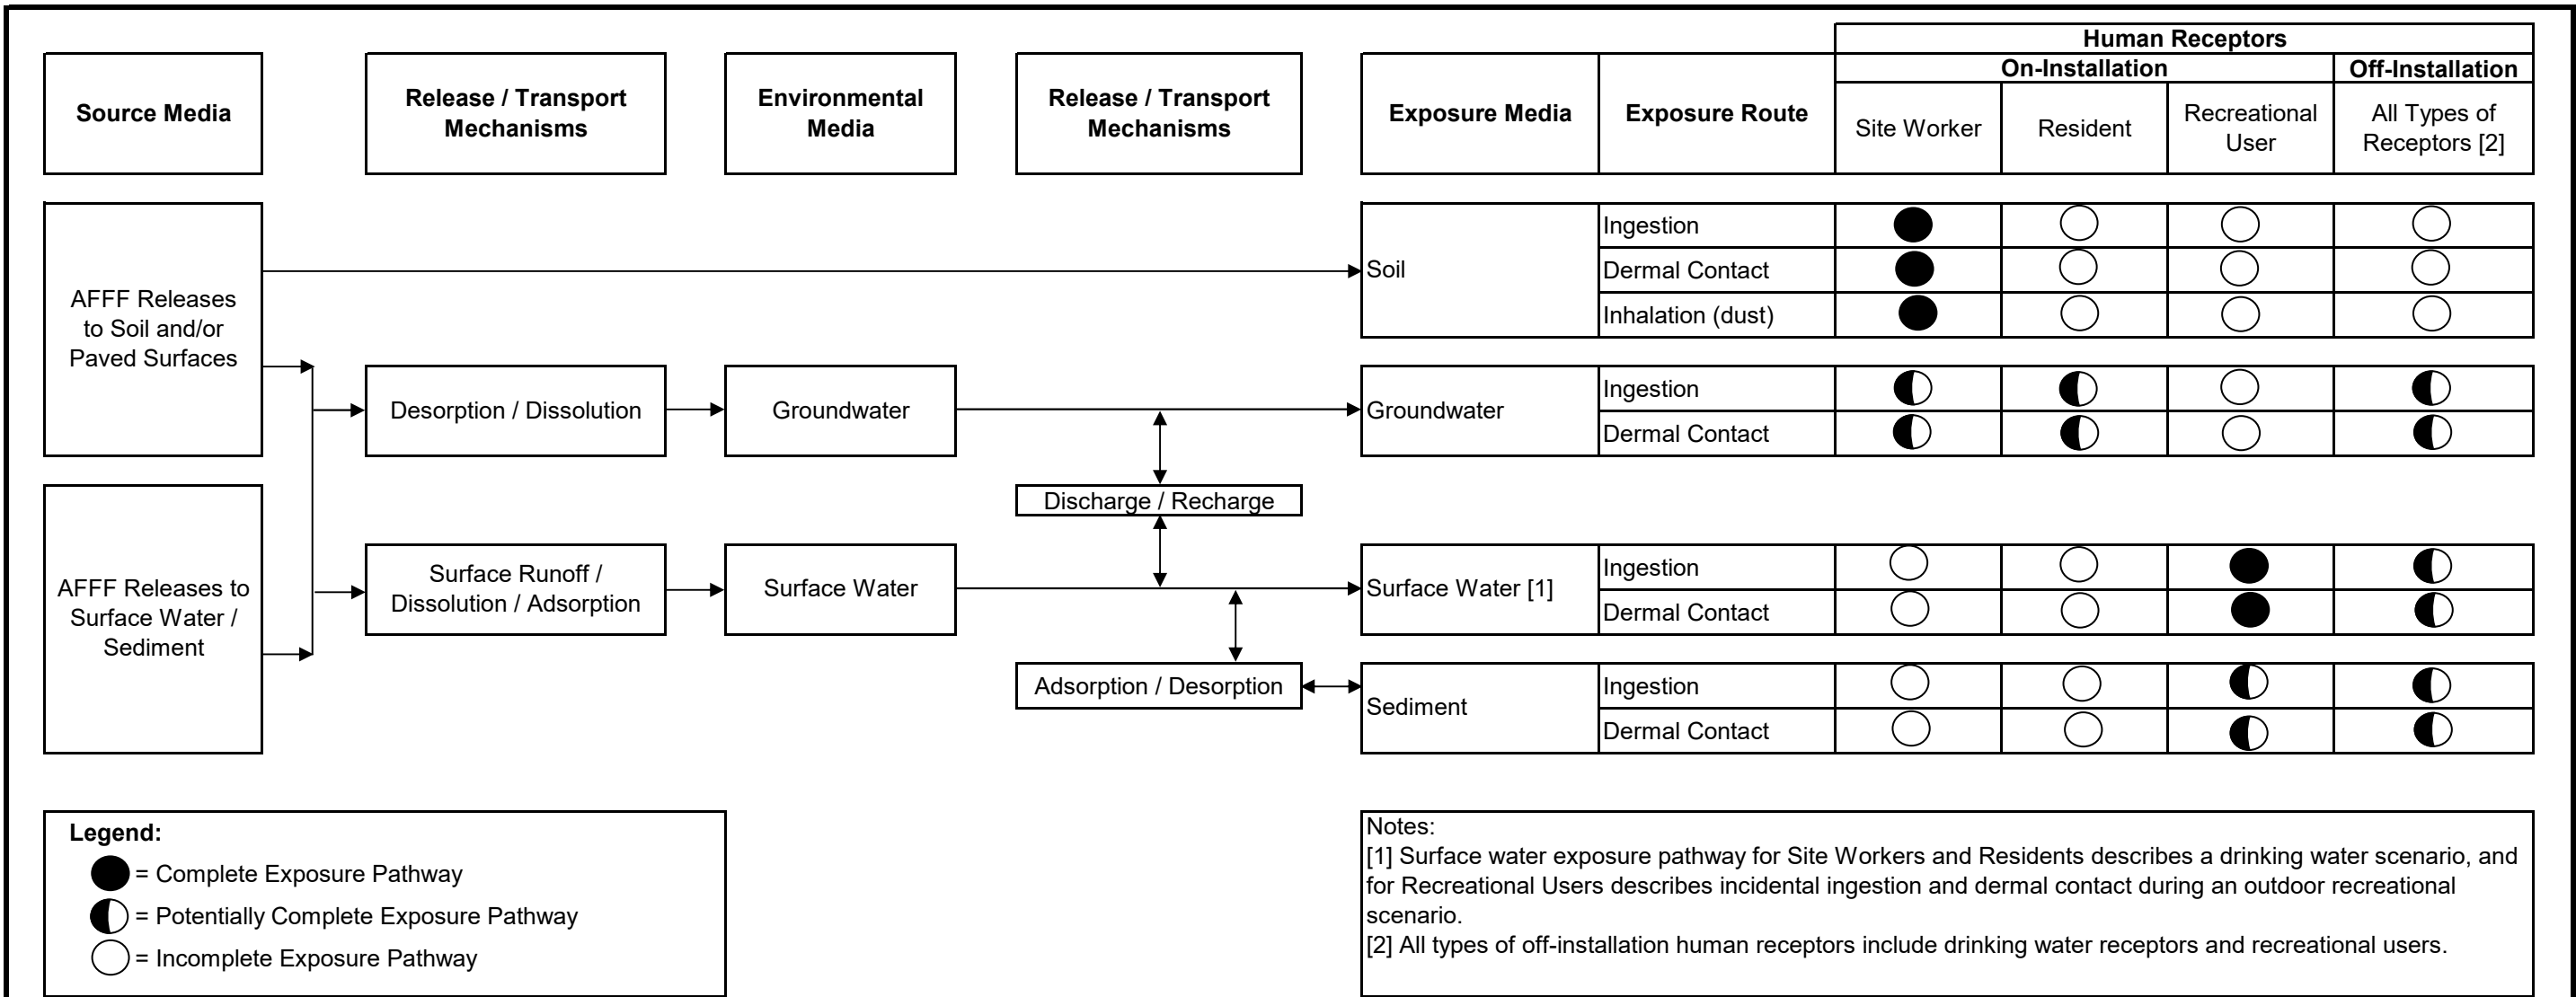 Human Receptors
On-Installation
Off-Installation
Source Media
Release / Transport
Mechanisms
Environmental
Media
Release / Transport
Mechanisms
Exposure Media
Exposure Route
Site Worker
Resident
Recreational
User
All Types of
Receptors [2]
AFFF Releases
to Soil and/or
Paved Surfaces
Soil
Ingestion
Dermal Contact
Inhalation (dust)
Desorption / Dissolution
Groundwater
Groundwater
Ingestion
Dermal Contact
Discharge / Recharge
AFFF Releases to
Surface Water /
Sediment
Surface Runoff /
Dissolution / Adsorption
Surface Water
Surface Water [1]
Ingestion
Dermal Contact
Adsorption / Desorption
Sediment
Ingestion
Dermal Contact
Legend:
= Complete Exposure Pathway
= Potentially Complete Exposure Pathway
= Incomplete Exposure Pathway
Notes:
[1] Surface water exposure pathway for Site Workers and Residents describes a drinking water scenario, and
for Recreational Users describes incidental ingestion and dermal contact during an outdoor recreational
scenario.
[2] All types of off-installation human receptors include drinking water receptors and recreational users.